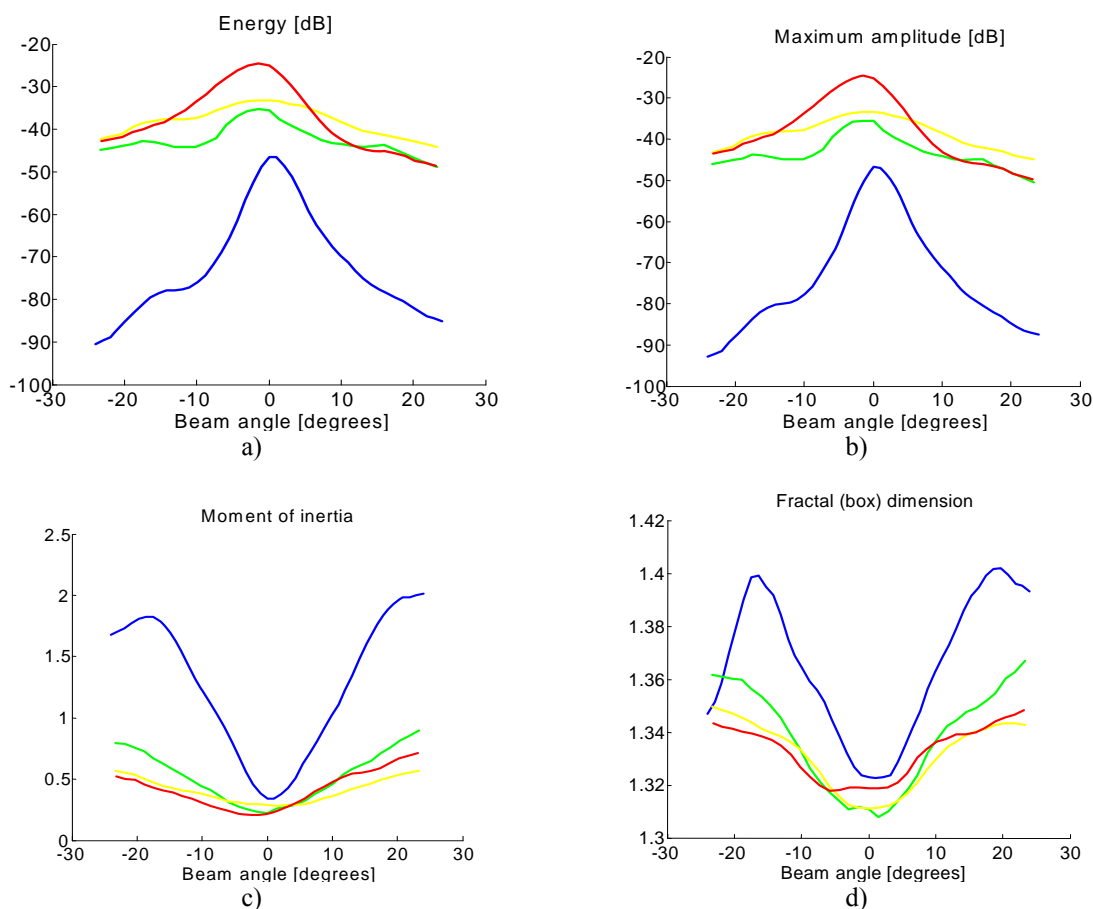 Energy [dB]
-20
-30
-40
-50
-60
-70
-80
-90
-100
-30 -20 -10 0 10 20 30
Beam angle [degrees]
a)
Maximum amplitude [dB]
-20
-30
-40
-50
-60
-70
-80
-90
-100
-30 -20 -10 0 10 20 30
Beam angle [degrees]
b)
Moment of inertia
2.5
2
1.5
1
0.5
0
-30 -20 -10 0 10 20 30
Beam angle [degrees]
c)
Fractal (box) dimension
1.42
1.4
1.38
1.36
1.34
1.32
1.3
-30 -20 -10 0 10 20 30
Beam angle [degrees]
d)